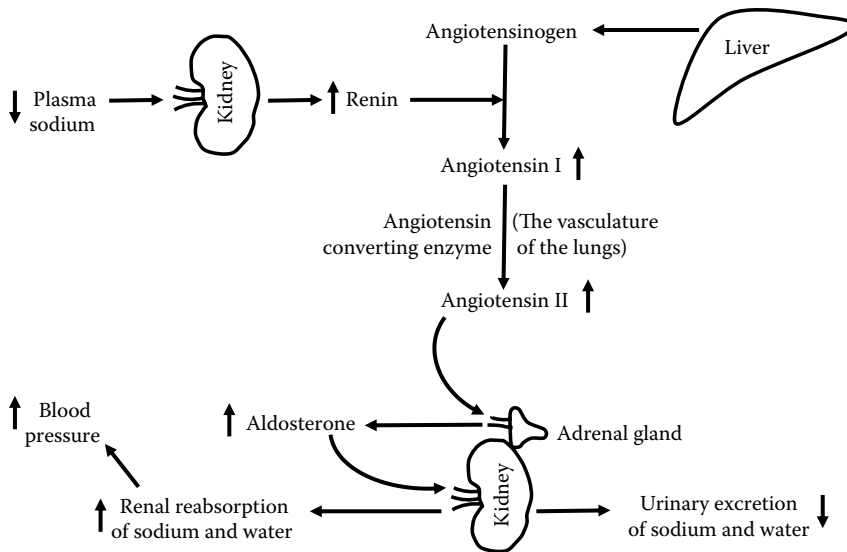 Angiotensinogen
Liver
Plasma
sodium
Kidney
Renin
Angiotensin I
Angiotensin
converting enzyme
(The vasculature
of the lungs)
Angiotensin II
Blood
pressure
Aldosterone
Adrenal gland
Renal reabsorption
of sodium and water
Kidney
Urinary excretion
of sodium and water